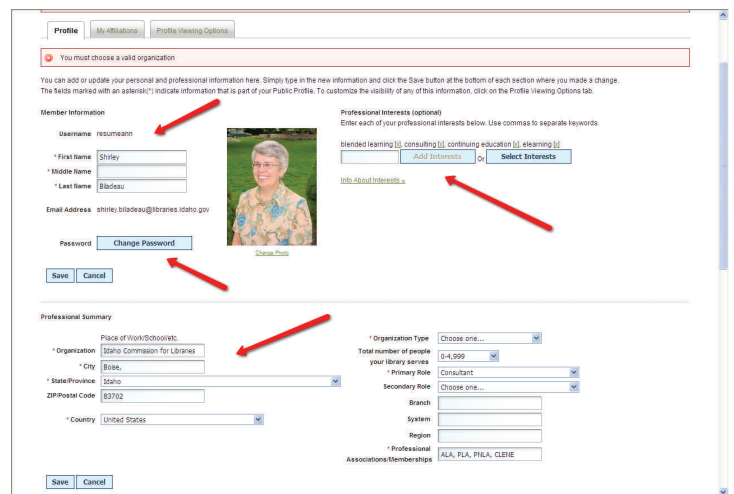 Profile
My Affiliations
Profile Viewing Options
You must choose a valid organization
You can add or update your personal and professional information here. Simply type in the new information and click the Save button at the bottom of each section where you made a change.
The fields marked with an asterisk(*) indicate information that is part of your Public Profile. To customize the visibility of any of this information, click on the Profile Viewing Options tab.
Member Information
Username resumeann
* First Name Shirley
* Middle Name
* Last Name Biladeau
Email Address shirley.biladeau@libraries.idaho.gov
Password Change Password
Change Photo
Save Cancel
Professional Interests (optional)
Enter each of your professional interests below. Use commas to separate keywords.
blended learning [x], consulting [x], continuing education [x], elearning [x]
Add Interests Or Select Interests
Info About Interests »
Professional Summary
Place of Work/School/etc.
* Organization Idaho Commission for Libraries
* City Boise,
* State/Province Idaho
ZIP/Postal Code 83702
* Country United States
* Organization Type Choose one...
Total number of people
your library serves 0-4,999
* Primary Role Consultant
Secondary Role Choose one...
Branch
System
Region
* Professional
Associations/Memberships ALA, PLA, PNLA, CLENE
Save Cancel